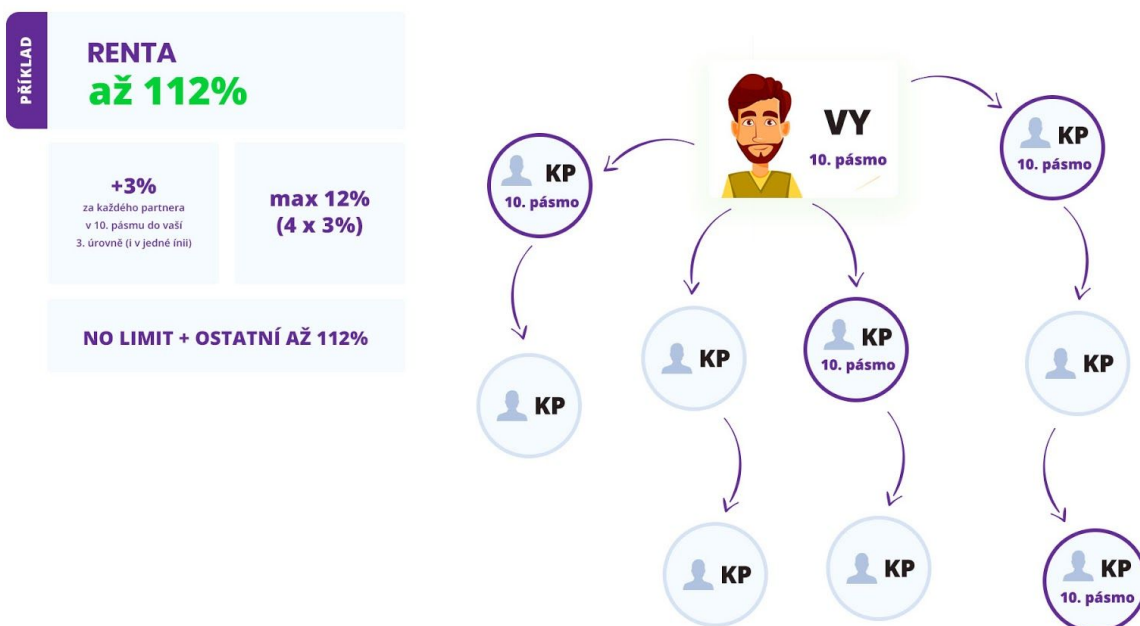 PŘÍKLAD
RENTA
až 112%
+3%
za každého partnera
v 10. pásmu do vaší
3. úrovně (i v jedné ínii)
max 12%
(4 x 3%)
NO LIMIT + OSTATNÍ AŽ 112%
VY
10. pásmo
KP
10. pásmo
KP
10. pásmo
KP
KP
KP
10. pásmo
KP
KP
KP
KP
10. pásmo